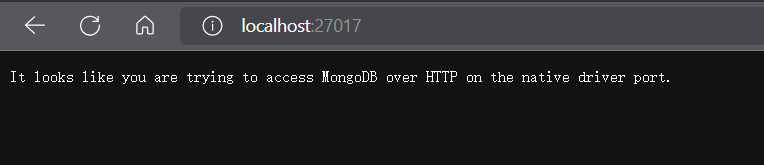 localhost:27017
It looks like you are trying to access MongoDB over HTTP on the native driver port.